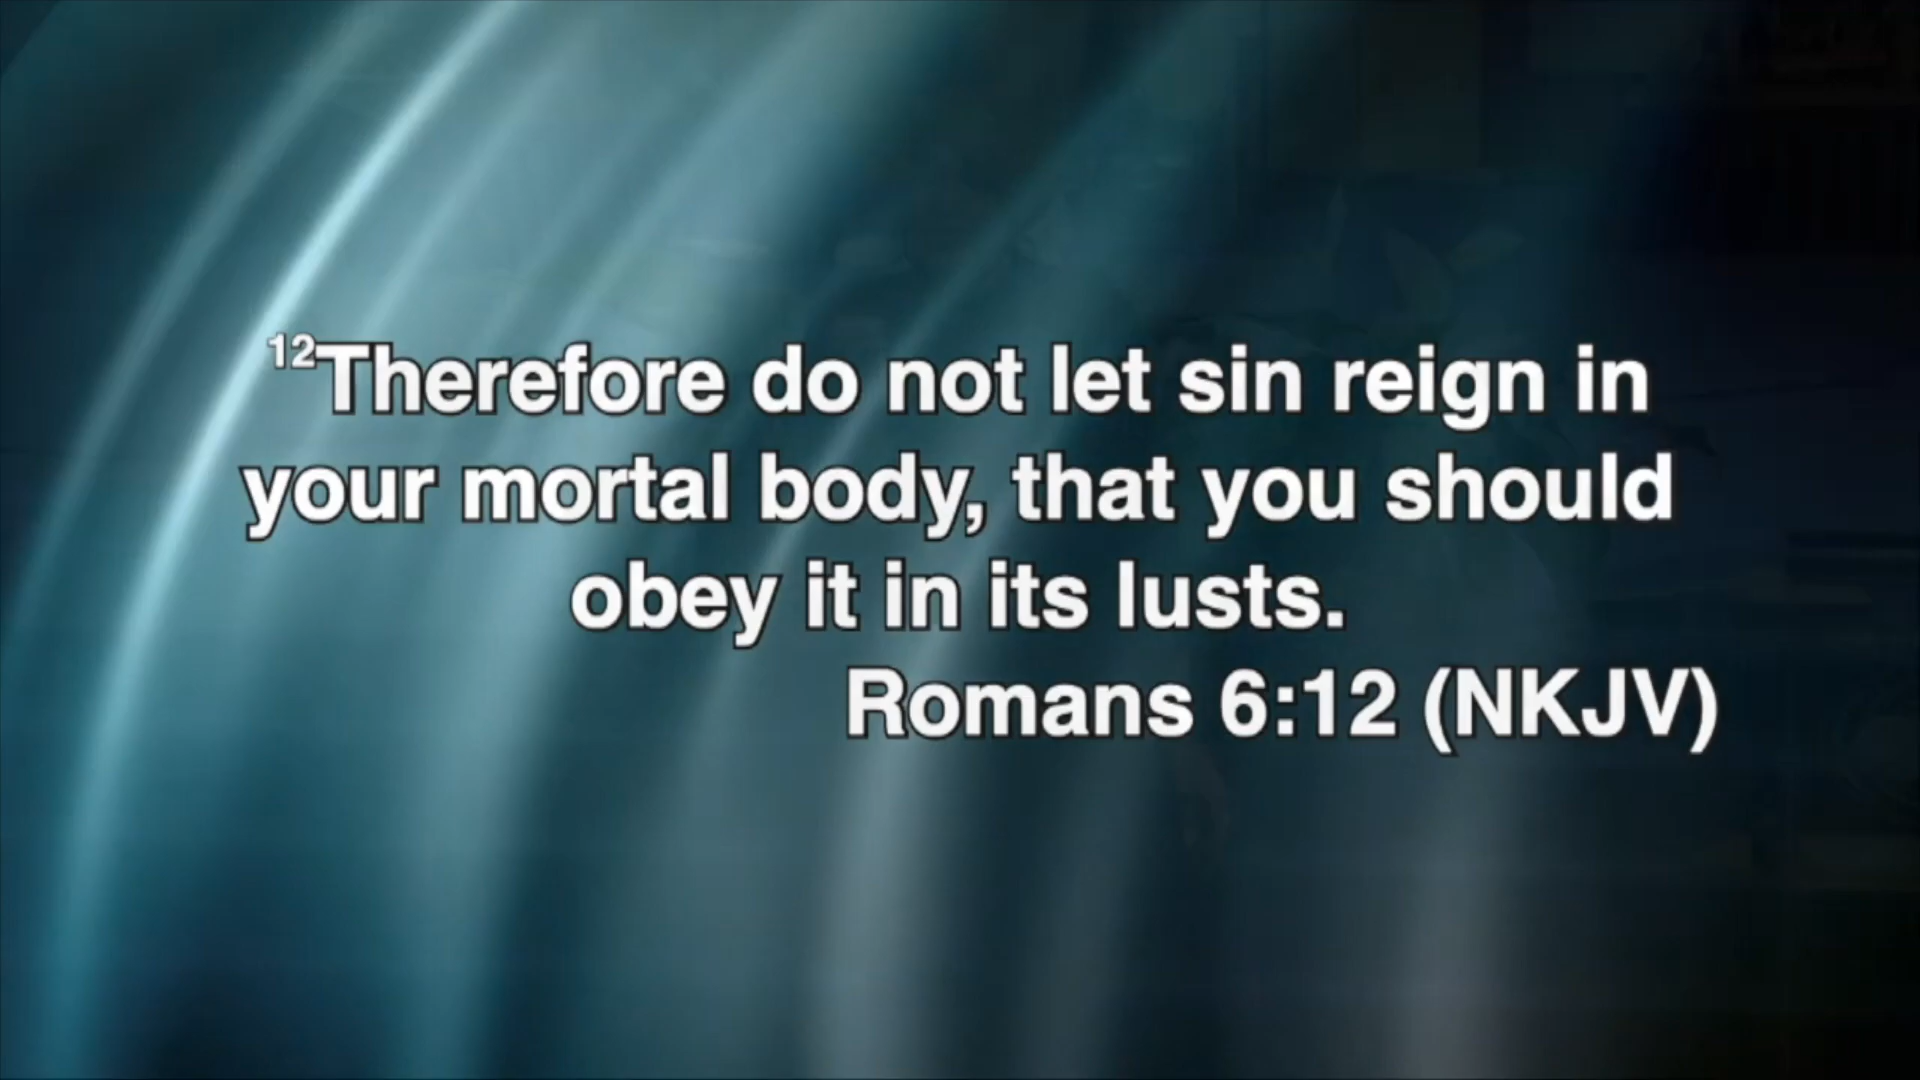 12Therefore do not let sin reign in
your mortal body, that you should
obey it in its lusts.
Romans 6:12 (NKJV)